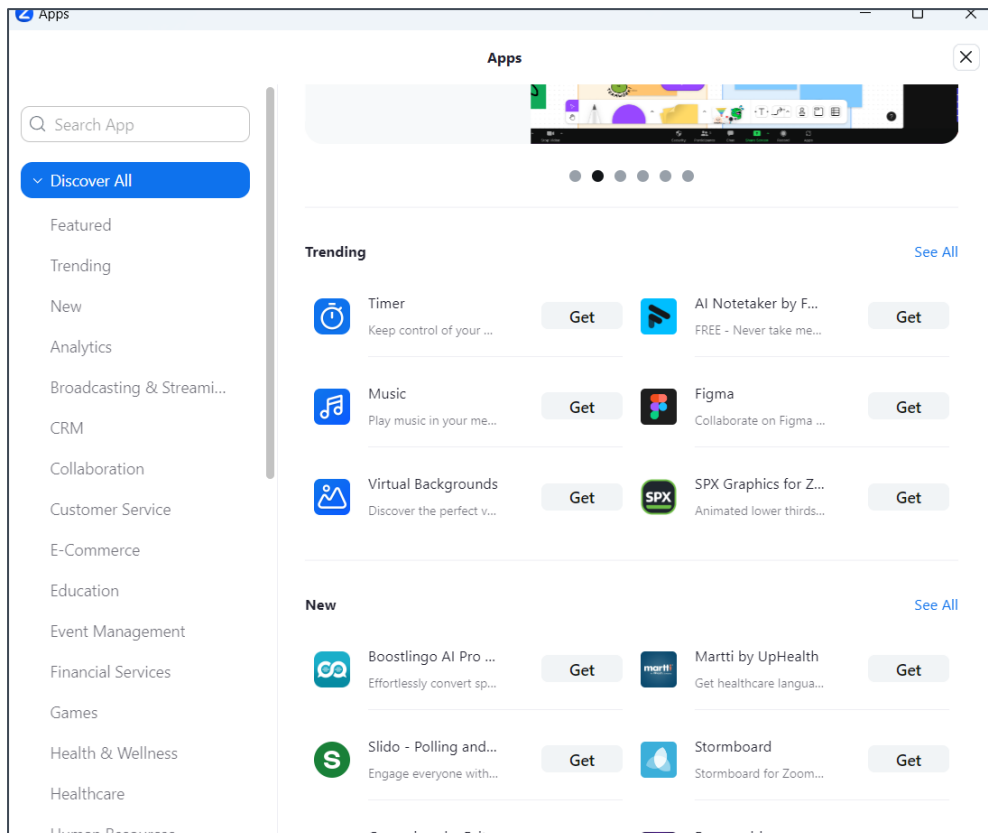 Apps
Apps
Search App
Discover All
Featured
Trending
New
Analytics
Broadcasting & Streami...
CRM
Collaboration
Customer Service
E-Commerce
Education
Event Management
Financial Services
Games
Health & Wellness
Healthcare
Human Resources
Trending
See All
Timer
Keep control of your ...
Get
AI Notetaker by F...
FREE - Never take me...
Get
Music
Play music in your me...
Get
Figma
Collaborate on Figma ...
Get
Virtual Backgrounds
Discover the perfect v...
Get
SPX
SPX Graphics for Z...
Animated lower thirds...
Get
New
See All
Boostlingo AI Pro ...
Effortlessly convert sp...
Get
martti
Martti by UpHealth
Get healthcare langua...
Get
S
Slido - Polling and...
Engage everyone with...
Get
Stormboard
Stormboard for Zoom...
Get